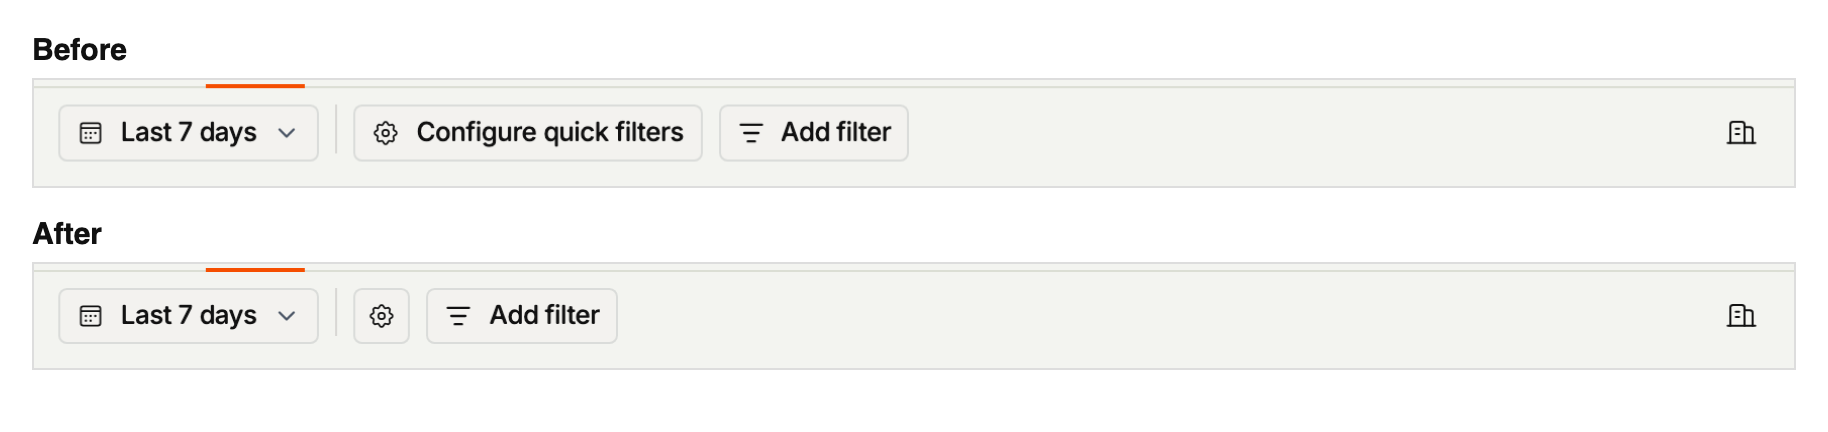 Before
Last 7 days Configure quick filters Add filter
After
Last 7 days Add filter